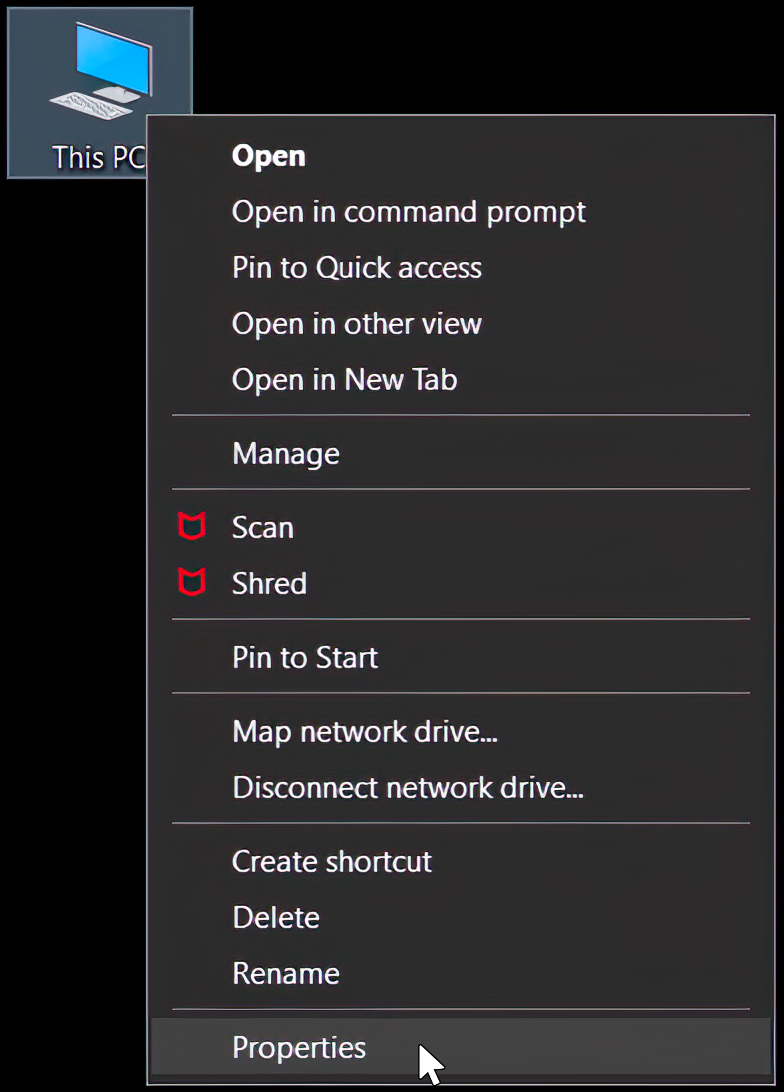 This PC
Open
Open in command prompt
Pin to Quick access
Open in other view
Open in New Tab
Manage
Scan
Shred
Pin to Start
Map network drive...
Disconnect network drive...
Create shortcut
Delete
Rename
Properties